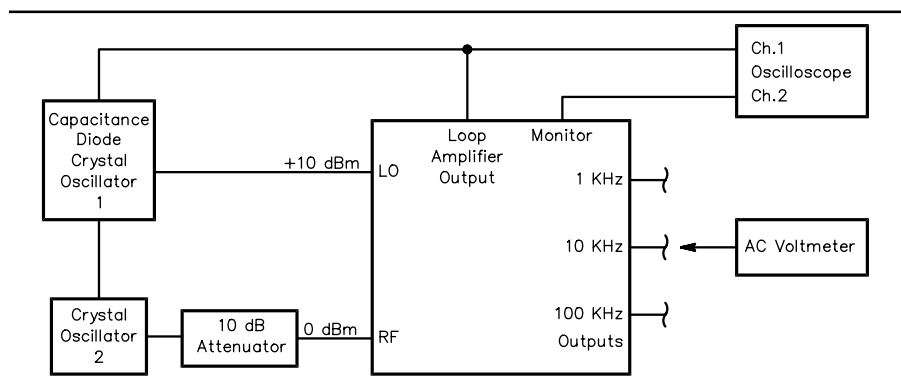 Ch.1
Oscilloscope
Ch.2
Capacitance
Diode
Crystal
Oscillator
1
+10 dBm
LO
Loop
Amplifier
Output
Monitor
1 KHz
10 KHz
AC Voltmeter
100 KHz
Outputs
Crystal
Oscillator
2
10 dB
Attenuator
0 dBm
RF